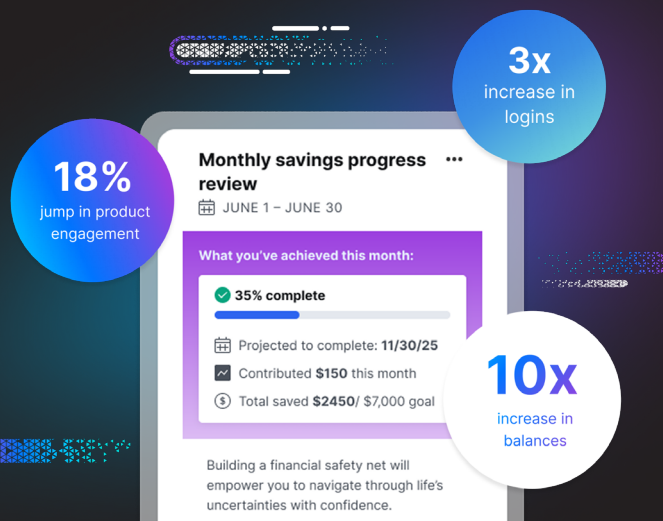 3x
increase in
logins
18%
jump in product
engagement
Monthly savings progress
review
JUNE 1 – JUNE 30
What you've achieved this month:
35% complete
Projected to complete: 11/30/25
Contributed $150 this month
Total saved $2450/ $7,000 goal
10x
increase in
balances
Building a financial safety net will
empower you to navigate through life's
uncertainties with confidence.